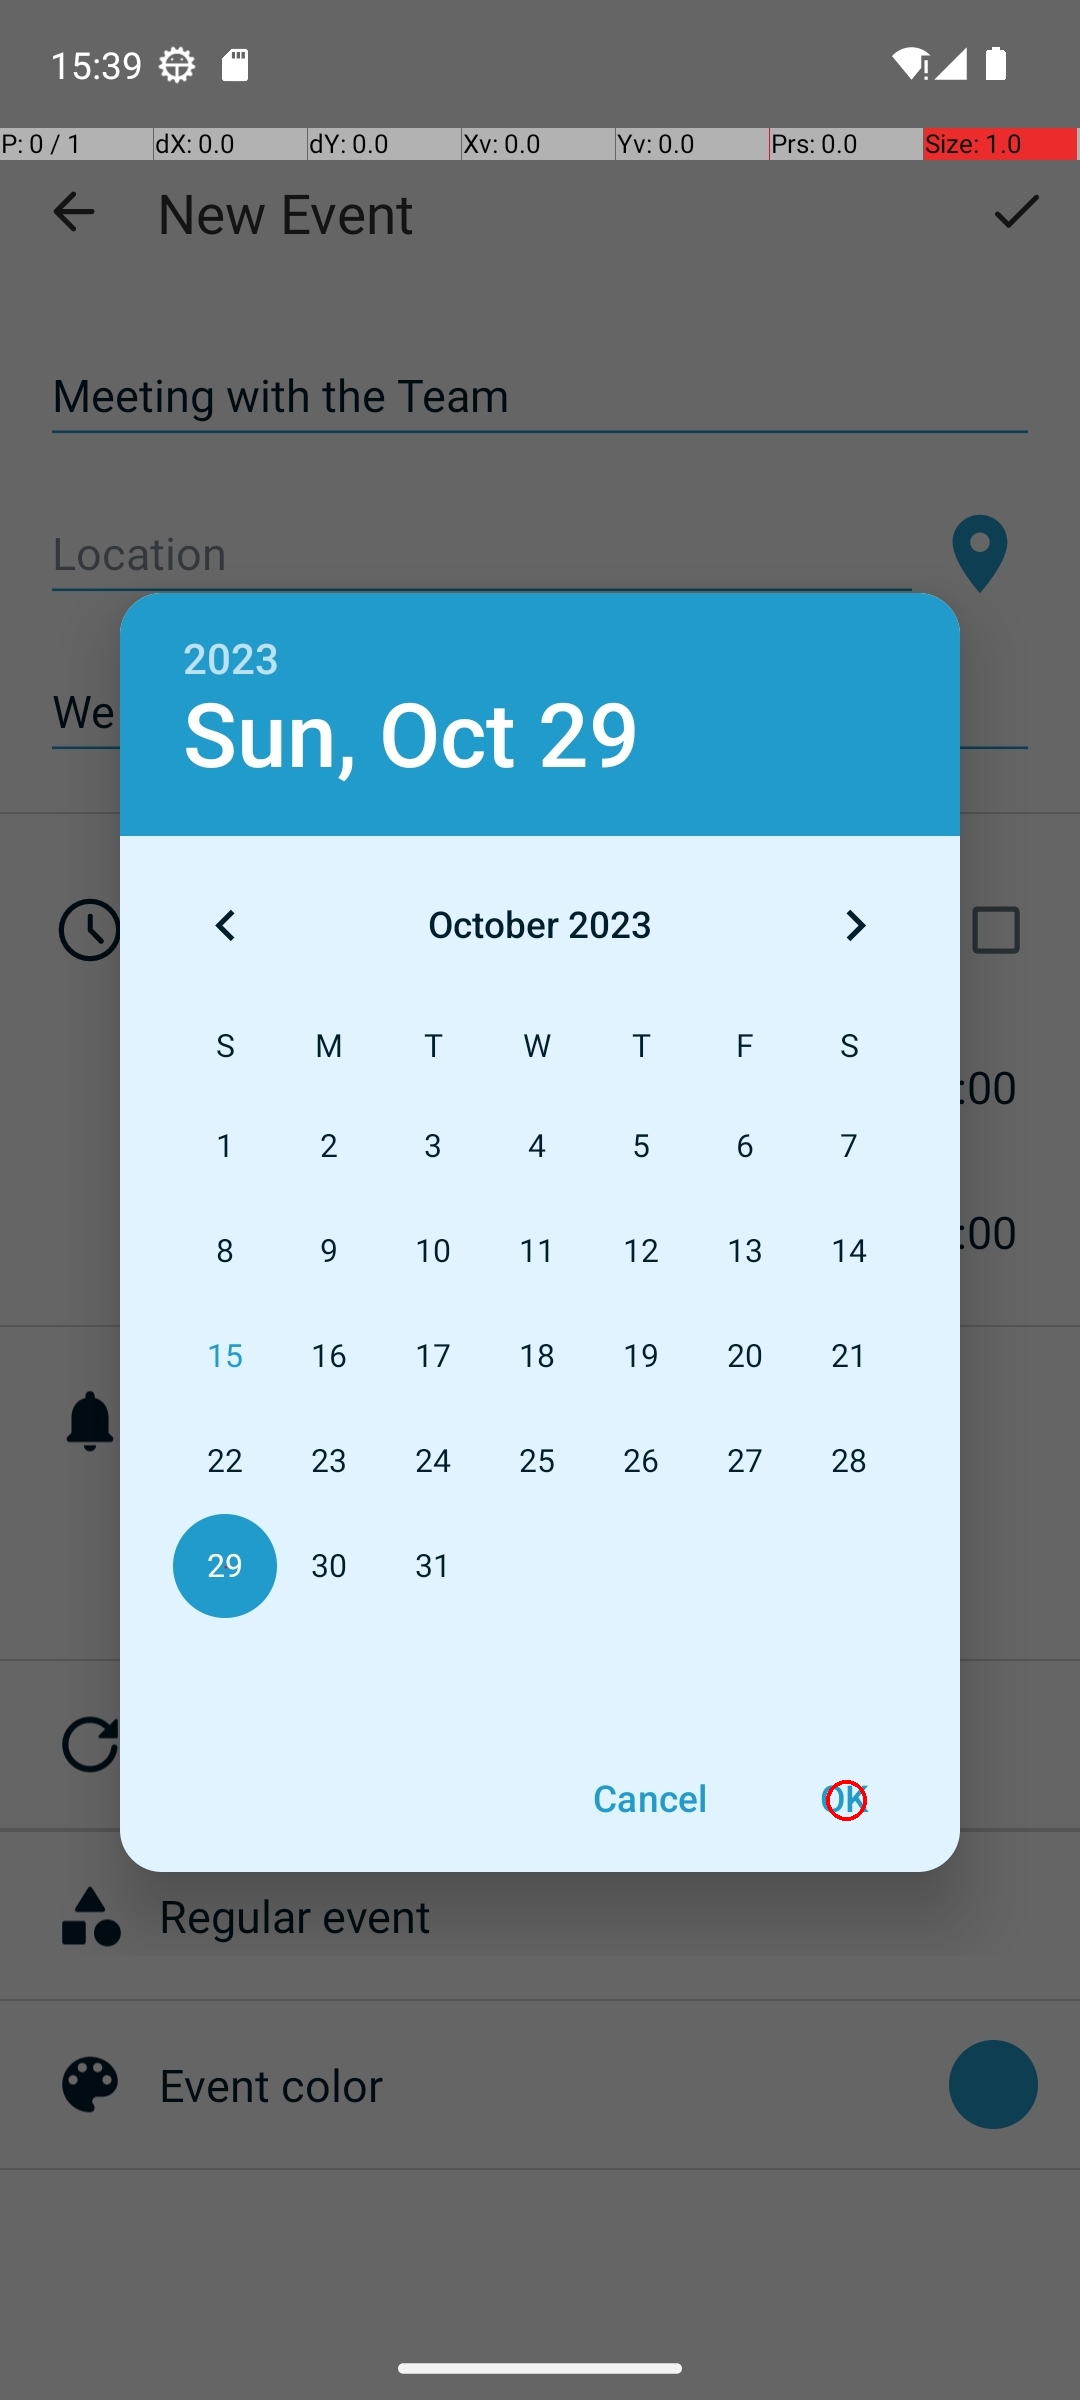 15:39
P: 0 / 1 dX: 0.0 dY: 0.0 Xv: 0.0 Yv: 0.0 Prs: 0.0 Size: 1.0
New Event
Meeting with the Team
Location
We
2023
Sun, Oct 29
October 2023
S M T W T F S
1 2 3 4 5 6 7
:00
8 9 10 11 12 13 14
:00
15 16 17 18 19 20 21
22 23 24 25 26 27 28
29 30 31
Cancel OK
Regular event
Event color